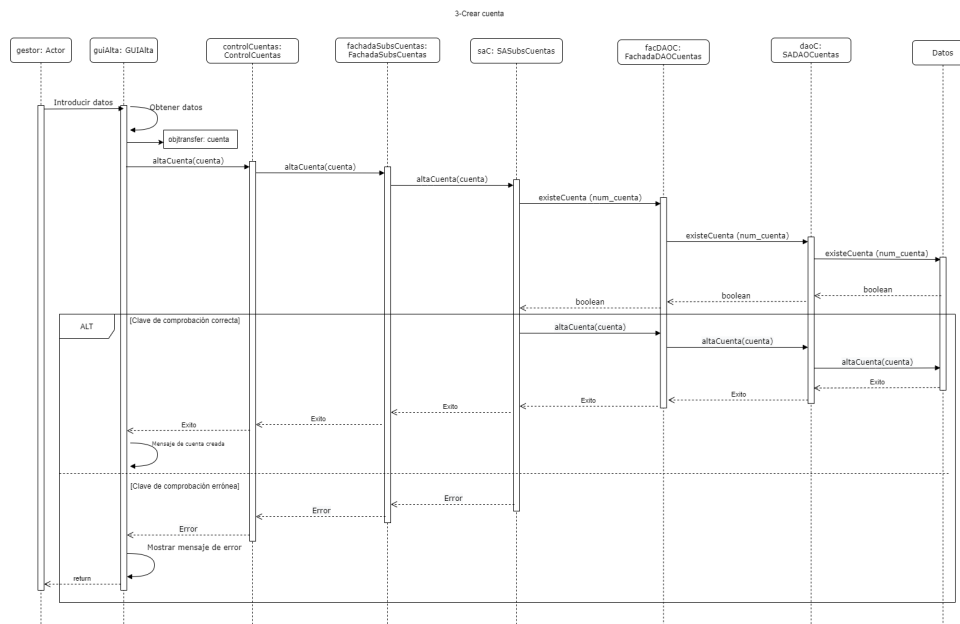 3-Crear cuenta
gestor: Actor
guiAlta: GUIAlta
controlCuentas:
ControlCuentas
fachadaSubsCuentas:
FachadaSubsCuentas
saC: SASubsCuentas
facDAOC:
FachadaDAOCuentas
daoC:
SADAOCuentas
Datos
Introducir datos
Obtener datos
objtransfer: cuenta
altaCuenta(cuenta)
altaCuenta(cuenta)
altaCuenta(cuenta)
existeCuenta (num_cuenta)
existeCuenta (num_cuenta)
existeCuenta (num_cuenta)
boolean
boolean
boolean
ALT
[Clave de comprobación correcta]
altaCuenta(cuenta)
altaCuenta(cuenta)
altaCuenta(cuenta)
Exito
Exito
Exito
Exito
Exito
Exito
Mensaje de cuenta creada
[Clave de comprobación errónea]
Error
Error
Error
Mostrar mensaje de error
return